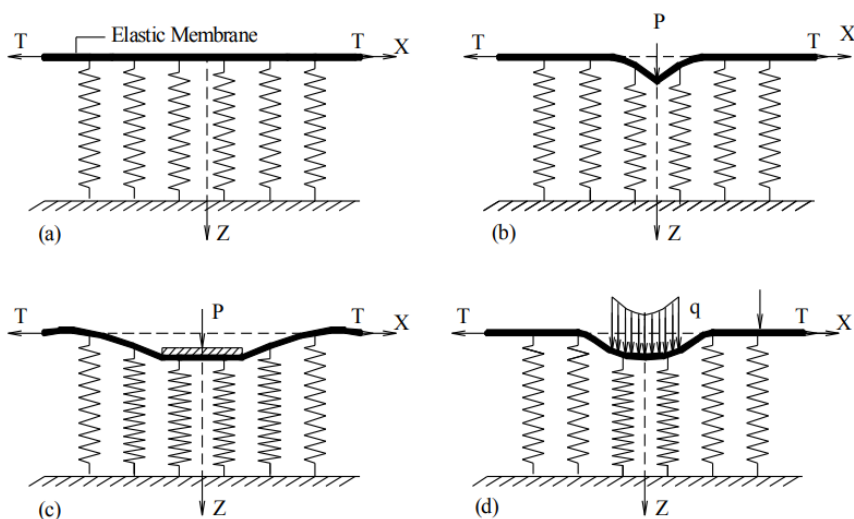 Elastic Membrane
T T X
Z
(a)
P
T T X
Z
(b)
P
T T X
Z
(c)
q
T T X
Z
(d)